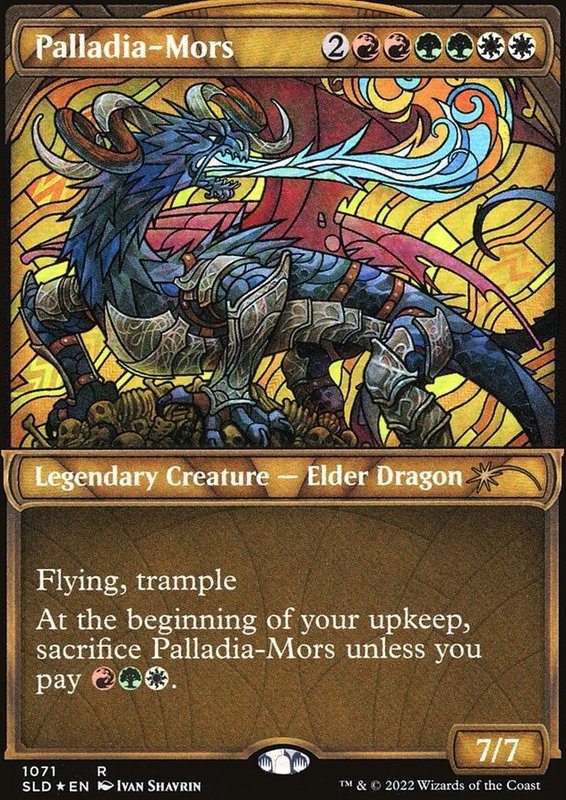 Palladia-Mors 2
Legendary Creature — Elder Dragon
Flying, trample
At the beginning of your upkeep,
sacrifice Palladia-Mors unless you
pay .
7/7
1071 R
SLD ★ EN Ivan Shavrin
™ & © 2022 Wizards of the Coast